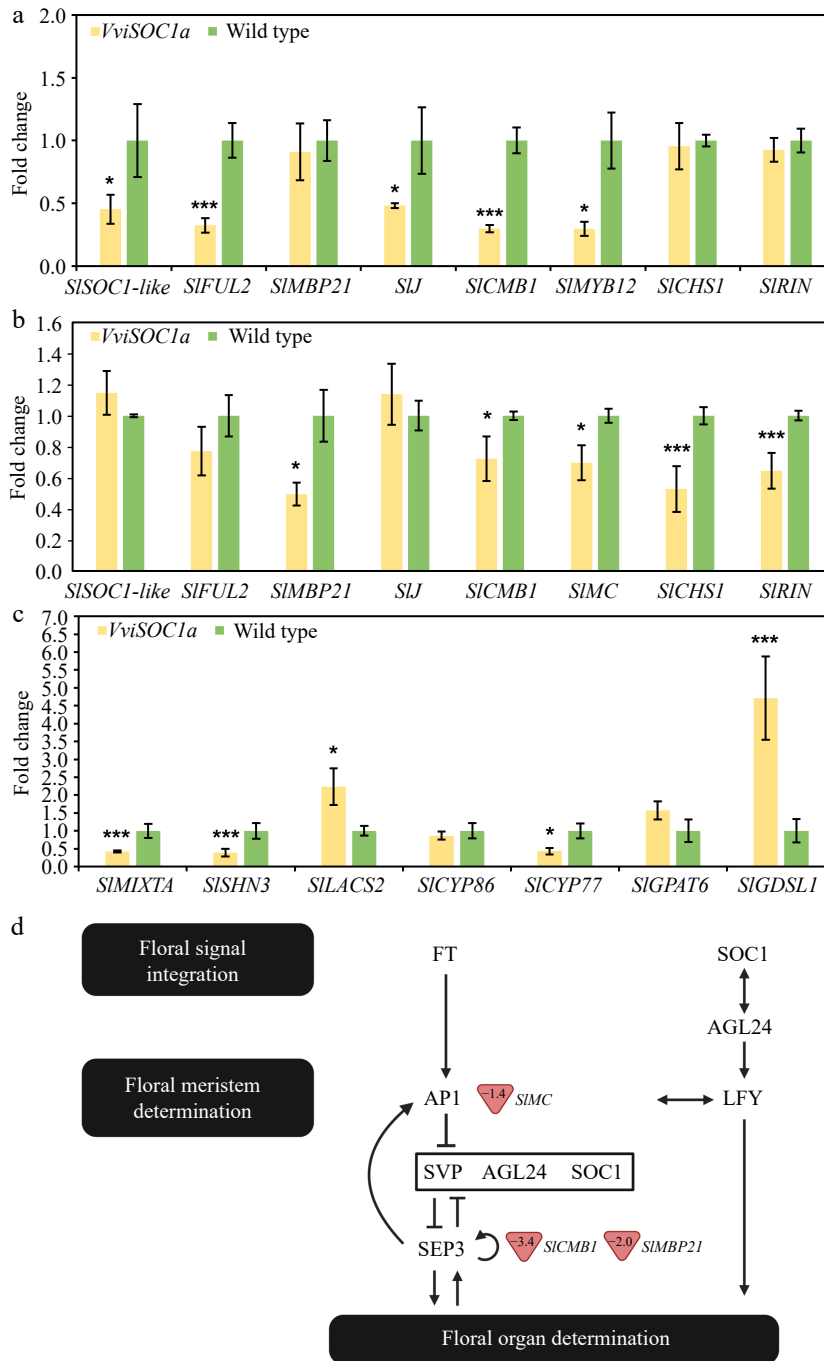 a
VviSOC1a Wild type
Fold change
2.0
1.5
1.0
0.5
0.0
* *** * *** *
SlSOC1-like SlFUL2 SlMBP21 SlJ SlCMB1 SlMYB12 SlCHS1 SlRIN
b
VviSOC1a Wild type
Fold change
1.6
1.4
1.2
1.0
0.8
0.6
0.4
0.2
0.0
* * * *** ***
SlSOC1-like SlFUL2 SlMBP21 SlJ SlCMB1 SlMC SlCHS1 SlRIN
c
VviSOC1a Wild type
Fold change
7.0
6.5
6.0
5.5
5.0
4.5
4.0
3.5
3.0
2.5
2.0
1.5
1.0
0.5
0.0
*** *** * * ***
SlMIXTA SlSHN3 SlLACS2 SlCYP86 SlCYP77 SlGPAT6 SlGDSL1
d
Floral signal
integration
FT
SOC1
AGL24
Floral meristem
determination
AP1 −1.4 SlMC LFY
SVP AGL24 SOC1
SEP3 −3.4 SlCMB1 −2.0 SlMBP21
Floral organ determination